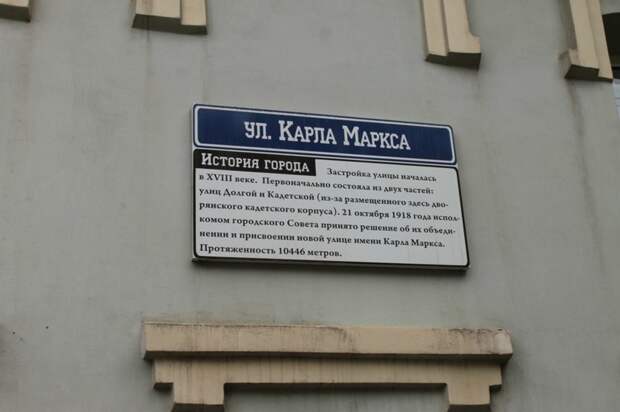 ул. Карла Маркса
История города Застройка улицы началась
в XVIII веке. Первоначально состояла из двух частей:
улиц Долгой и Кадетской (из-за размещенного здесь дво-
рянского кадетского корпуса). 21 октября 1918 года испол-
комом городского Совета принято решение об их объеди-
нении и присвоении новой улице имени Карла Маркса.
Протяженность 10446 метров.